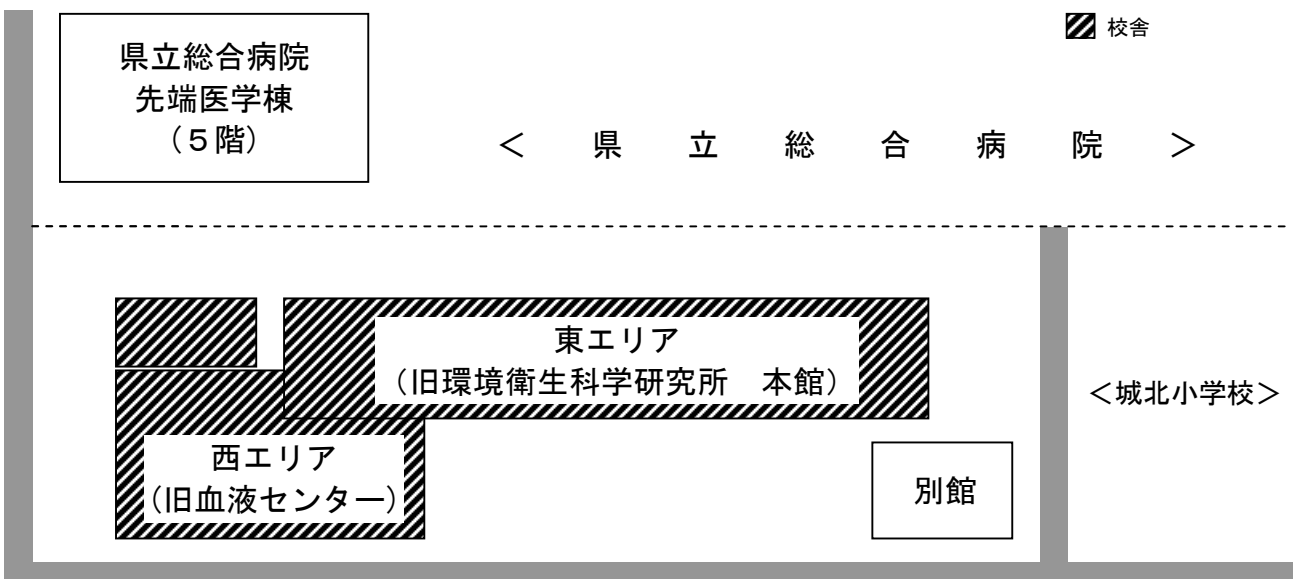 県立総合病院
先端医学棟
（５階）
校舎
＜県立総合病院＞
東エリア
（旧環境衛生科学研究所　本館）
＜城北小学校＞
西エリア
（旧血液センター）
別館